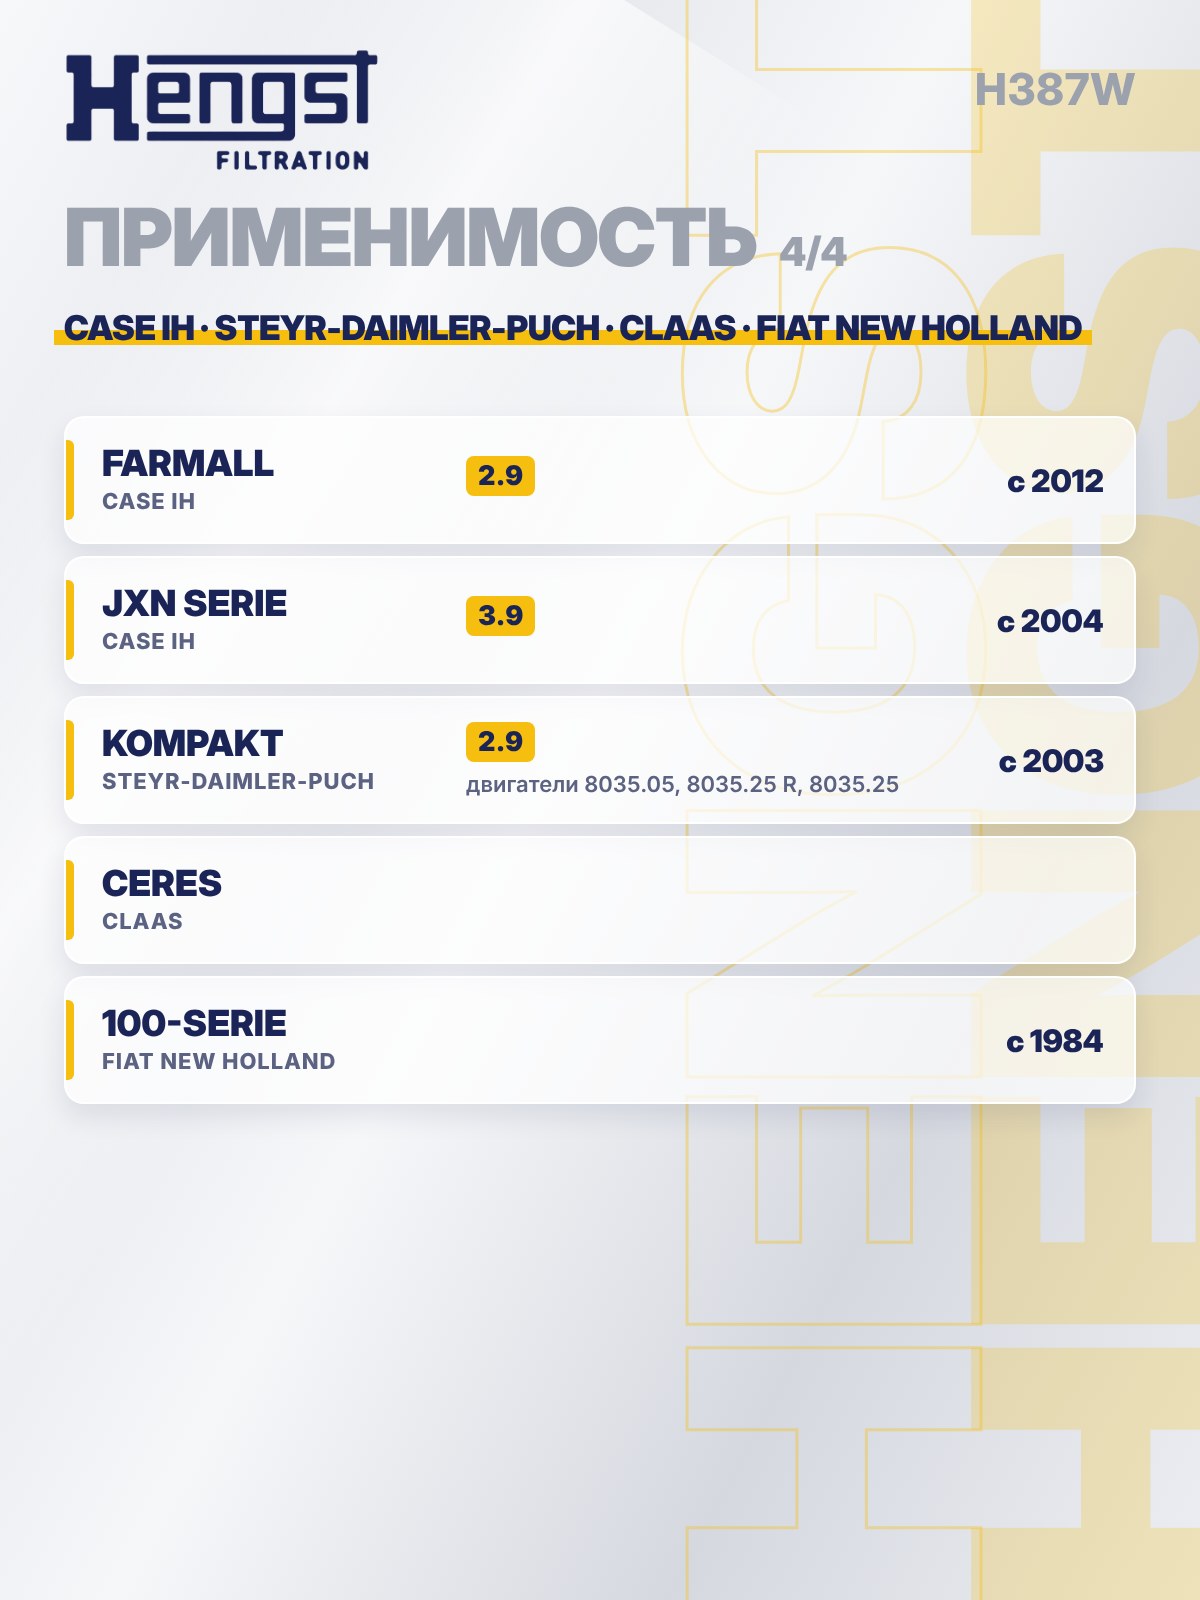 Hengst
FILTRATION
H387W
ПРИМЕНИМОСТЬ 4/4
CASE IH · STEYR-DAIMLER-PUCH · CLAAS · FIAT NEW HOLLAND
FARMALL
CASE IH
2.9
с 2012
JXN SERIE
CASE IH
3.9
с 2004
KOMPAKT
STEYR-DAIMLER-PUCH
2.9
двигатели 8035.05, 8035.25 R, 8035.25
с 2003
CERES
CLAAS
100-SERIE
FIAT NEW HOLLAND
с 1984
HENGST
HENGST